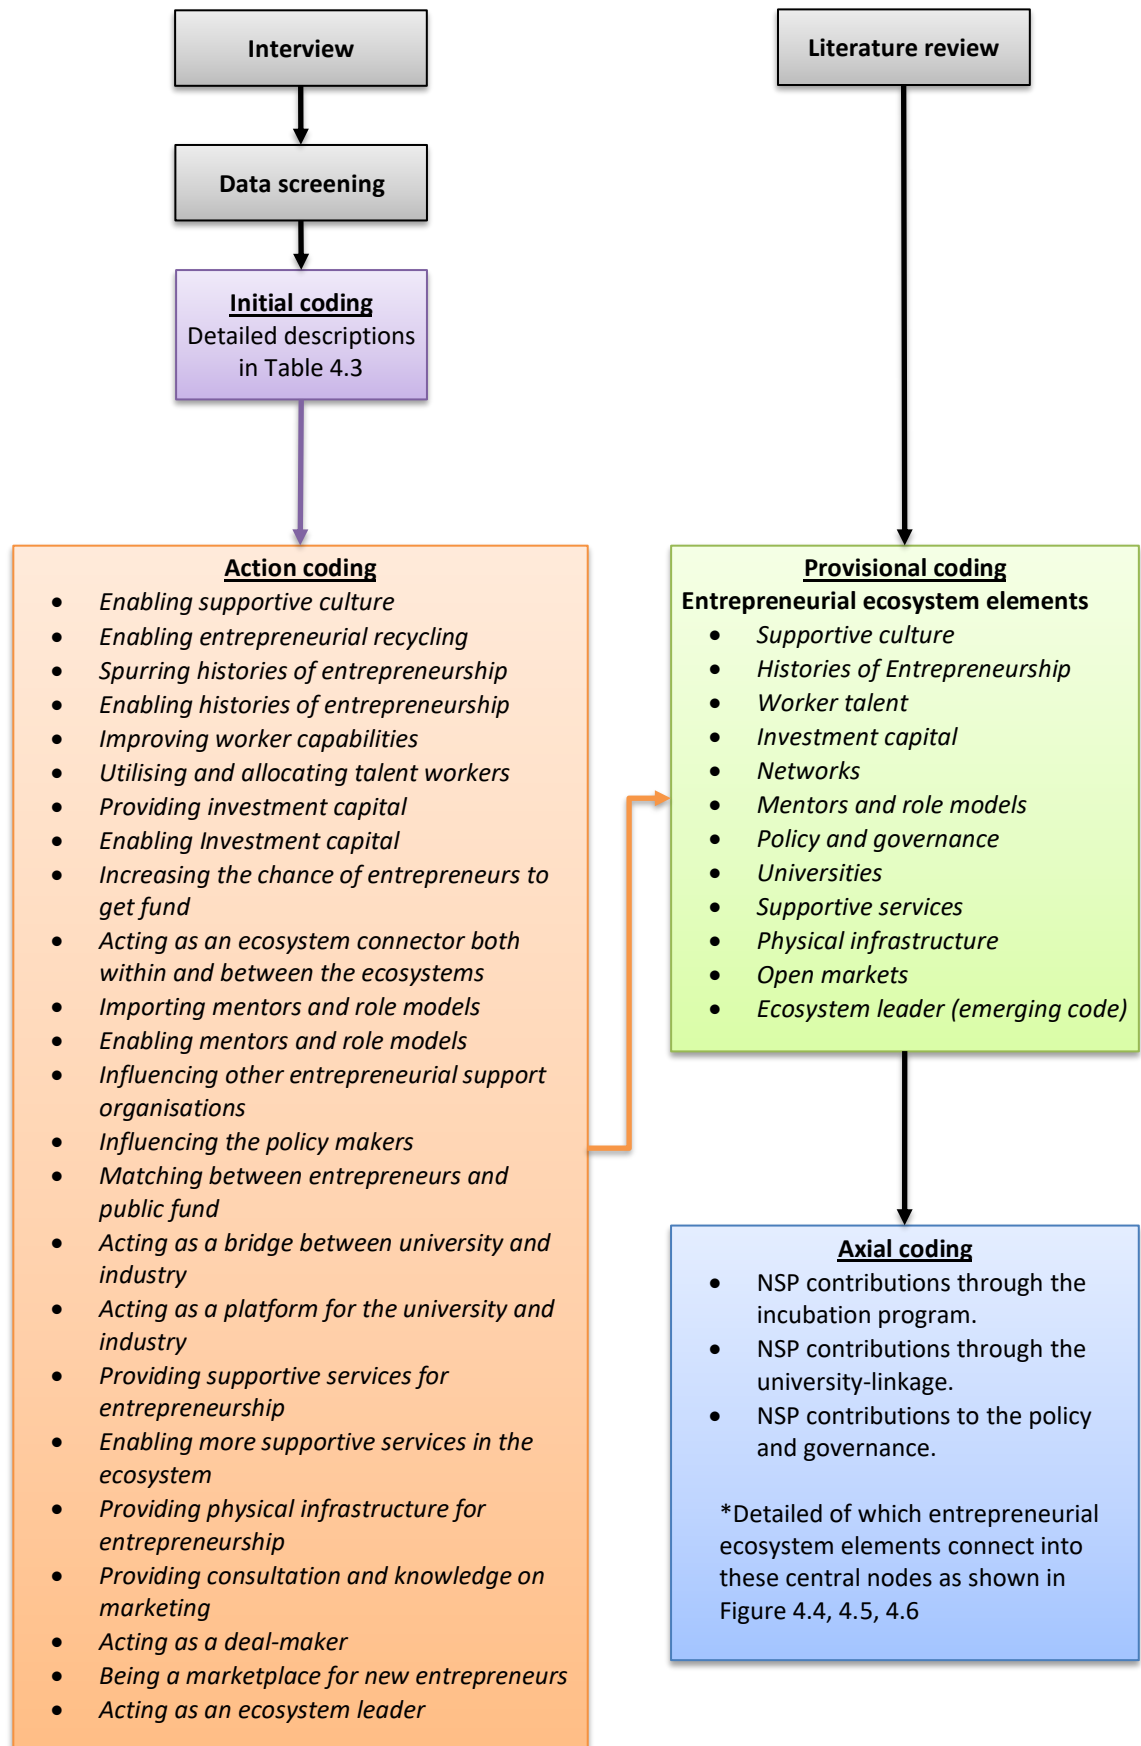 Interview
Literature review
Data screening
Initial coding
Detailed descriptions
in Table 4.3
Action coding
• Enabling supportive culture
• Enabling entrepreneurial recycling
• Spurring histories of entrepreneurship
• Enabling histories of entrepreneurship
• Improving worker capabilities
• Utilising and allocating talent workers
• Providing investment capital
• Enabling Investment capital
• Increasing the chance of entrepreneurs to
get fund
• Acting as an ecosystem connector both
within and between the ecosystems
• Importing mentors and role models
• Enabling mentors and role models
• Influencing other entrepreneurial support
organisations
• Influencing the policy makers
• Matching between entrepreneurs and
public fund
• Acting as a bridge between university and
industry
• Acting as a platform for the university and
industry
• Providing supportive services for
entrepreneurship
• Enabling more supportive services in the
ecosystem
• Providing physical infrastructure for
entrepreneurship
• Providing consultation and knowledge on
marketing
• Acting as a deal-maker
• Being a marketplace for new entrepreneurs
• Acting as an ecosystem leader
Provisional coding
Entrepreneurial ecosystem elements
• Supportive culture
• Histories of Entrepreneurship
• Worker talent
• Investment capital
• Networks
• Mentors and role models
• Policy and governance
• Universities
• Supportive services
• Physical infrastructure
• Open markets
• Ecosystem leader (emerging code)
Axial coding
• NSP contributions through the
incubation program.
• NSP contributions through the
university-linkage.
• NSP contributions to the policy
and governance.
*Detailed of which entrepreneurial
ecosystem elements connect into
these central nodes as shown in
Figure 4.4, 4.5, 4.6